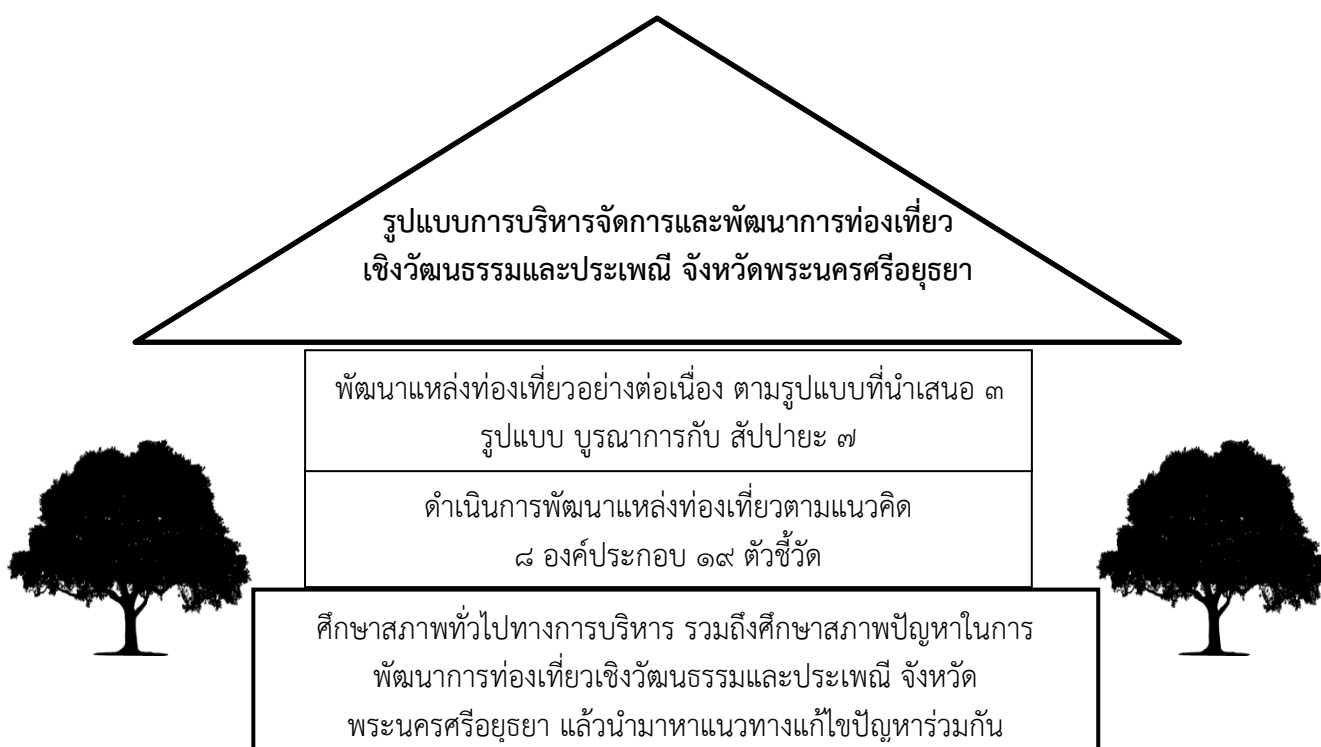 รูปแบบการบริหารจัดการและพัฒนาการท่องเที่ยว
เชิงวัฒนธรรมและประเพณี จังหวัดพระนครศรีอยุธยา
พัฒนาแหล่งท่องเที่ยวอย่างต่อเนื่อง ตามรูปแบบที่นำเสนอ ๓
รูปแบบ บูรณาการกับ สัปปายะ ๗
ดำเนินการพัฒนาแหล่งท่องเที่ยวตามแนวคิด
๘ องค์ประกอบ ๑๙ ตัวชี้วัด
ศึกษาสภาพทั่วไปทางการบริหาร รวมถึงศึกษาสภาพปัญหาในการ
พัฒนาการท่องเที่ยวเชิงวัฒนธรรมและประเพณี จังหวัด
พระนครศรีอยุธยา แล้วนำมาหาแนวทางแก้ไขปัญหาร่วมกัน